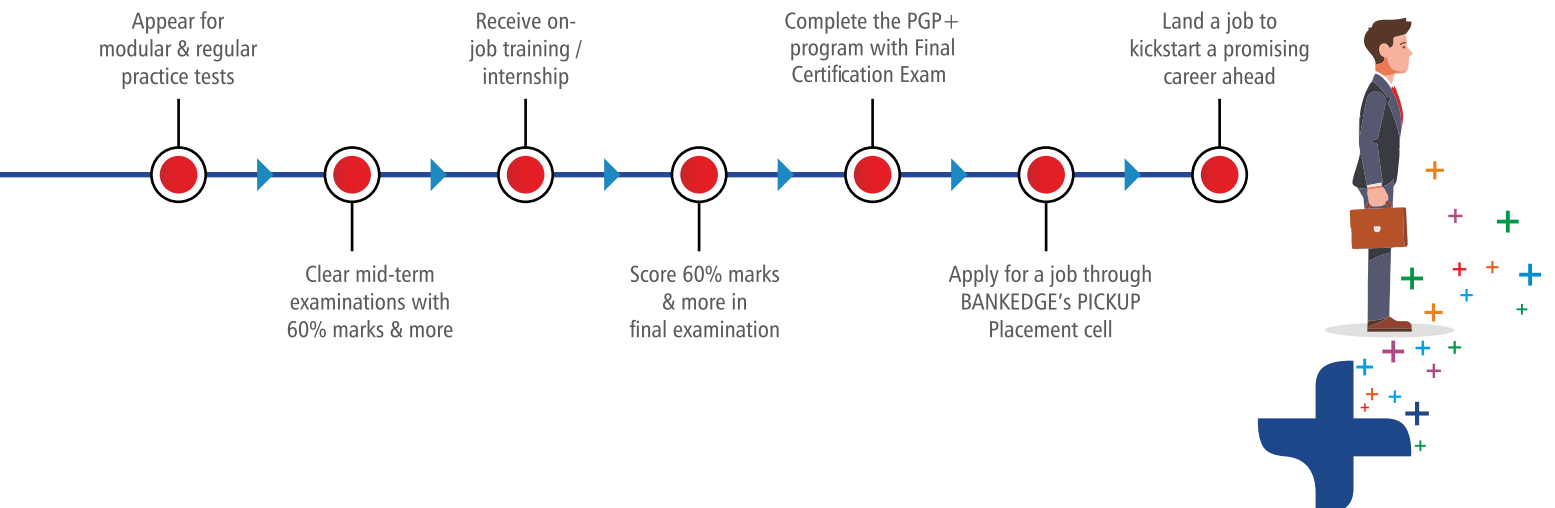 Appear for
modular & regular
practice tests
Clear mid-term
examinations with
60% marks & more
Receive on-
job training /
internship
Score 60% marks
& more in
final examination
Complete the PGP+
program with Final
Certification Exam
Apply for a job through
BANKEDGE’s PICKUP
Placement cell
Land a job to
kickstart a promising
career ahead